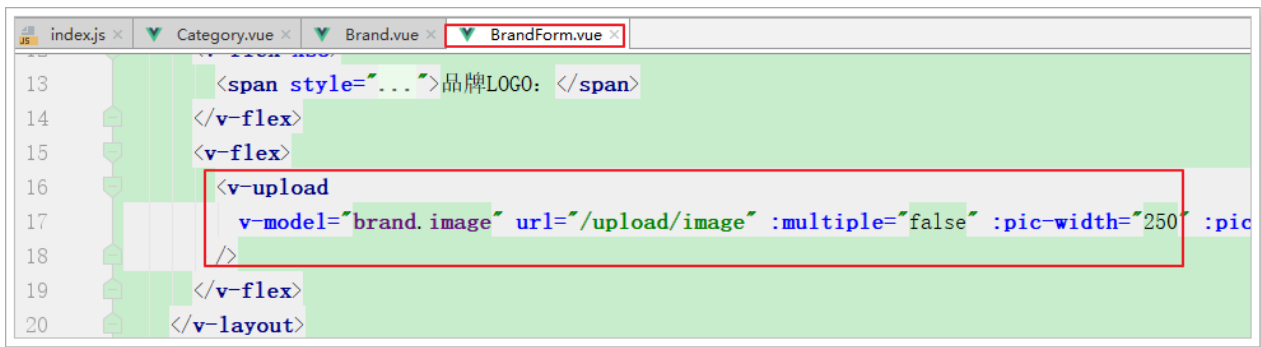 index.js × Category.vue × Brand.vue × BrandForm.vue ×
13 <span style="...">品牌LOGO: </span>
14 </v-flex>
15 <v-flex>
16 <v-upload
17 v-model="brand.image" url="/upload/image" :multiple="false" :pic-width="250" :pic
18 />
19 </v-flex>
20 </v-layout>